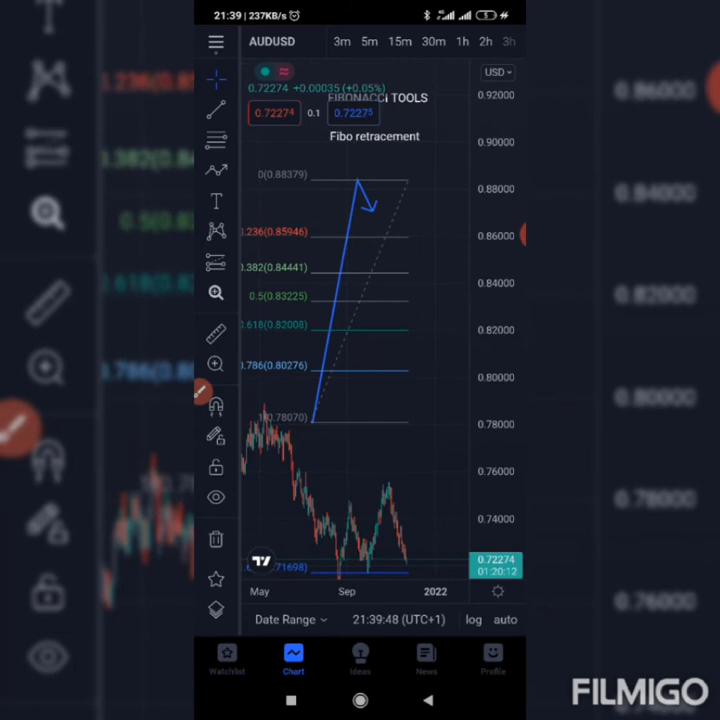 21:39 | 237KB/s
5
AUDUSD 3m 5m 15m 30m 1h 2h 3h
USD
0.72274 +0.00035 (+0.05%)
FIBONACCI TOOLS
0.72274 0.1 0.72275
Fibo retracement
0.92000
0.90000
0(0.88379)
0.88000
0.236(0.85946)
0.86000
0.382(0.84441)
0.84000
0.5(0.83225)
0.618(0.82008)
0.82000
0.786(0.80276)
0.80000
1(0.78070)
0.78000
0.76000
0.74000
0.72274
01:20:12
71698)
May Sep 2022
Date Range 21:39:48 (UTC+1) log auto
Watchlist Chart Ideas News Profile
FILMIGO